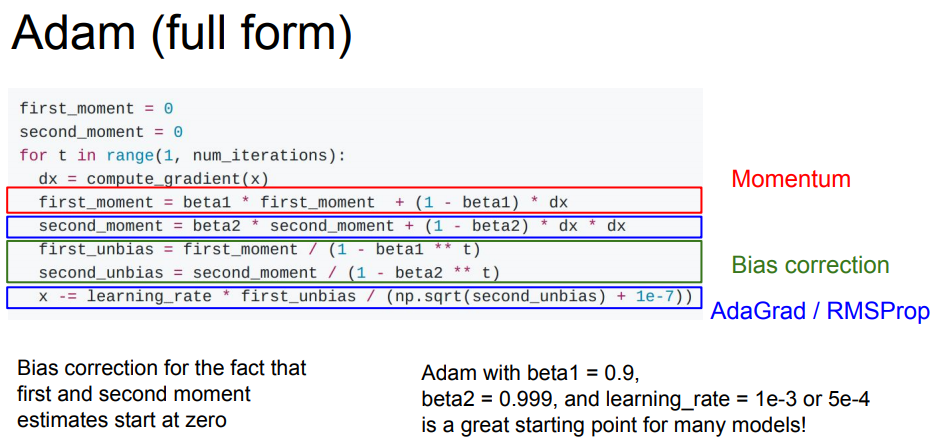 Adam (full form)
first_moment = 0
second_moment = 0
for t in range(1, num_iterations):
  dx = compute_gradient(x)
  first_moment = beta1 * first_moment  + (1 - beta1) * dx
  second_moment = beta2 * second_moment + (1 - beta2) * dx * dx
  first_unbias = first_moment / (1 - beta1 ** t)
  second_unbias = second_moment / (1 - beta2 ** t)
  x -= learning_rate * first_unbias / (np.sqrt(second_unbias) + 1e-7))
Momentum
Bias correction
AdaGrad / RMSProp
Bias correction for the fact that
first and second moment
estimates start at zero
Adam with beta1 = 0.9,
beta2 = 0.999, and learning_rate = 1e-3 or 5e-4
is a great starting point for many models!